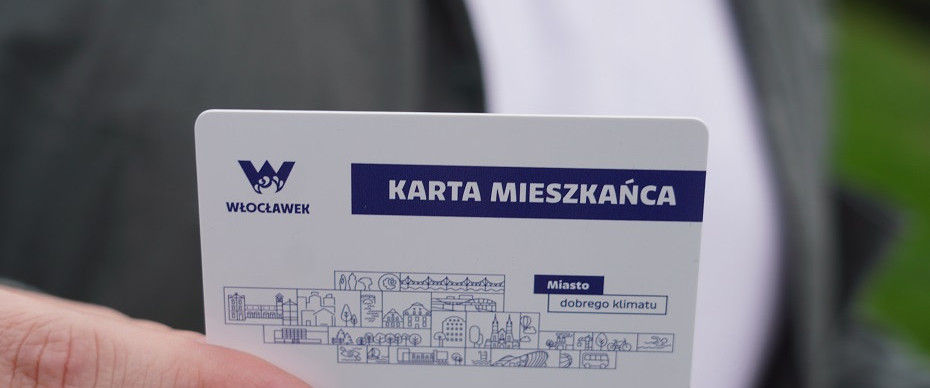 WŁOCŁAWEK
KARTA MIESZKAŃCA
Miasto
dobrego klimatu